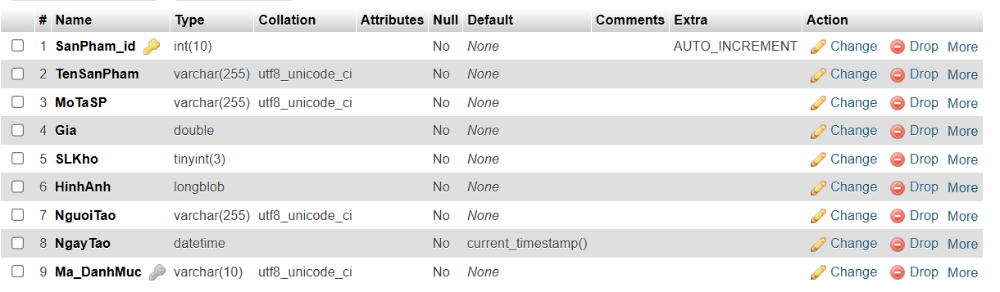 # Name Type Collation Attributes Null Default Comments Extra Action
1 SanPham_id int(10) No None AUTO_INCREMENT Change Drop More
2 TenSanPham varchar(255) utf8_unicode_ci No None Change Drop More
3 MoTaSP varchar(255) utf8_unicode_ci No None Change Drop More
4 Gia double No None Change Drop More
5 SLKho tinyint(3) No None Change Drop More
6 HinhAnh longblob No None Change Drop More
7 NguoiTao varchar(255) utf8_unicode_ci No None Change Drop More
8 NgayTao datetime No current_timestamp() Change Drop More
9 Ma_DanhMuc varchar(10) utf8_unicode_ci No None Change Drop More